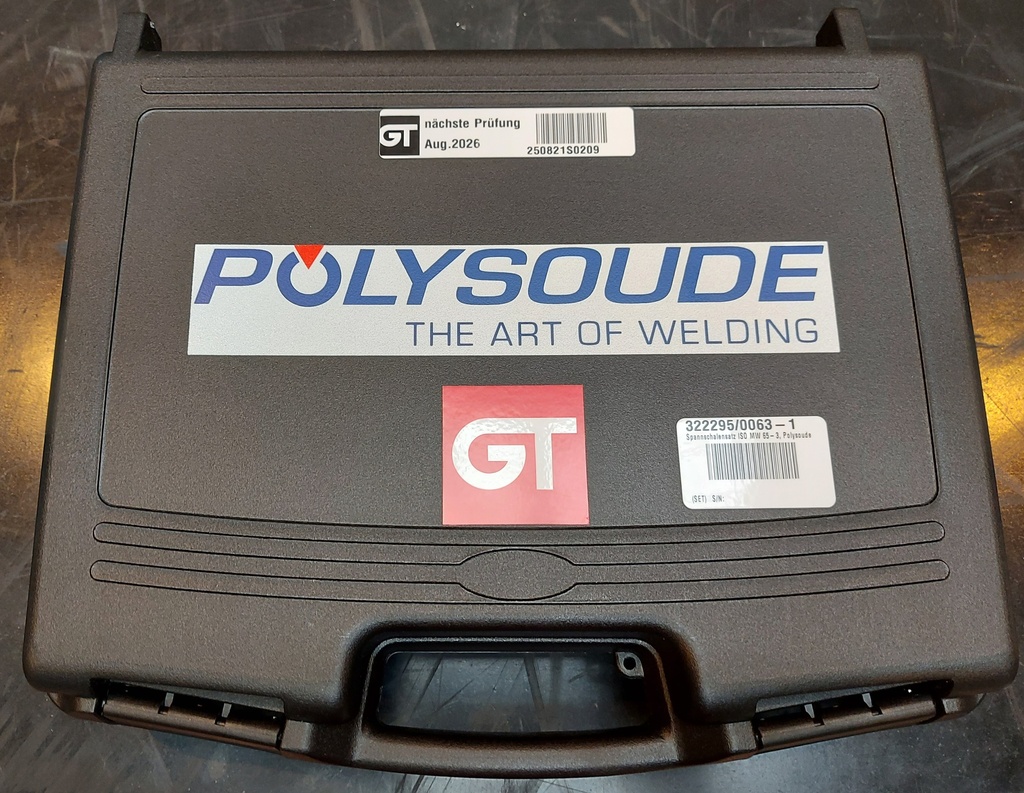 GT
nächste Prüfung
Aug.2026
250821S0209
POLYSOUDE
THE ART OF WELDING
GT
322295/0063-1
Spannschalensatz ISO MW 65-3, Polysoude
(SET) S/N: